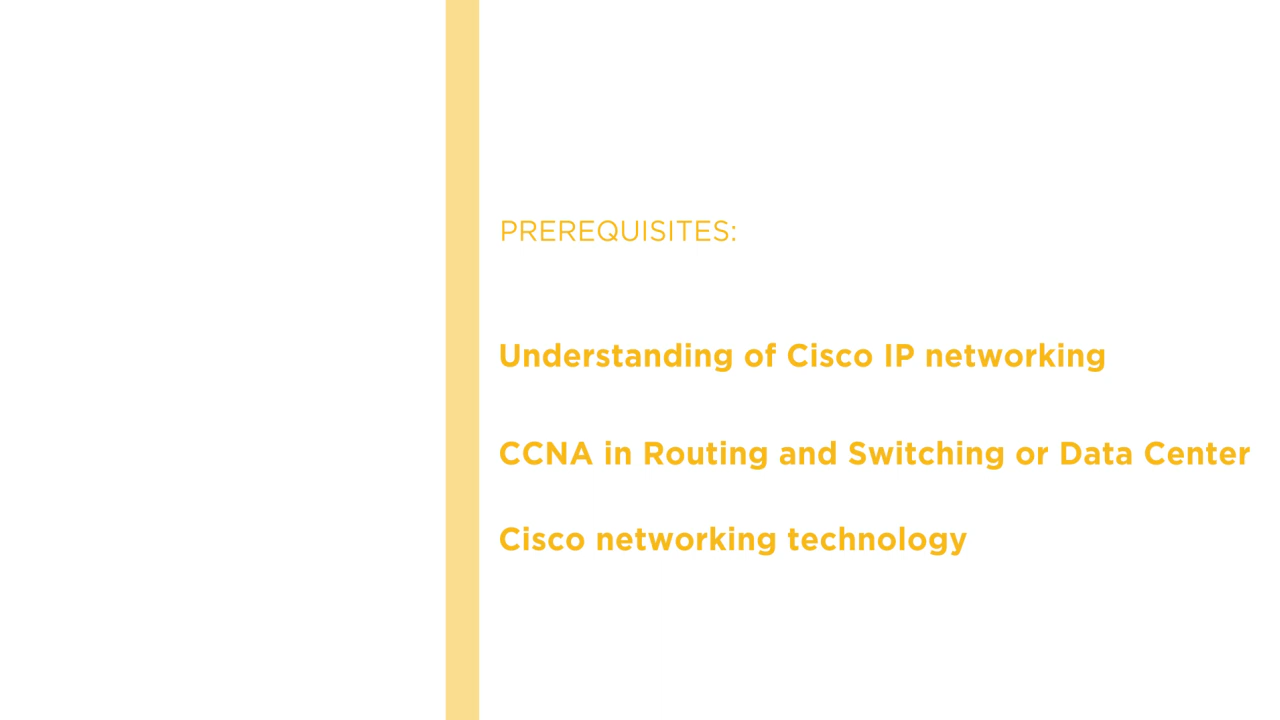 PREREQUISITES:
Understanding of Cisco IP networking
CCNA in Routing and Switching or Data Center
Cisco networking technology